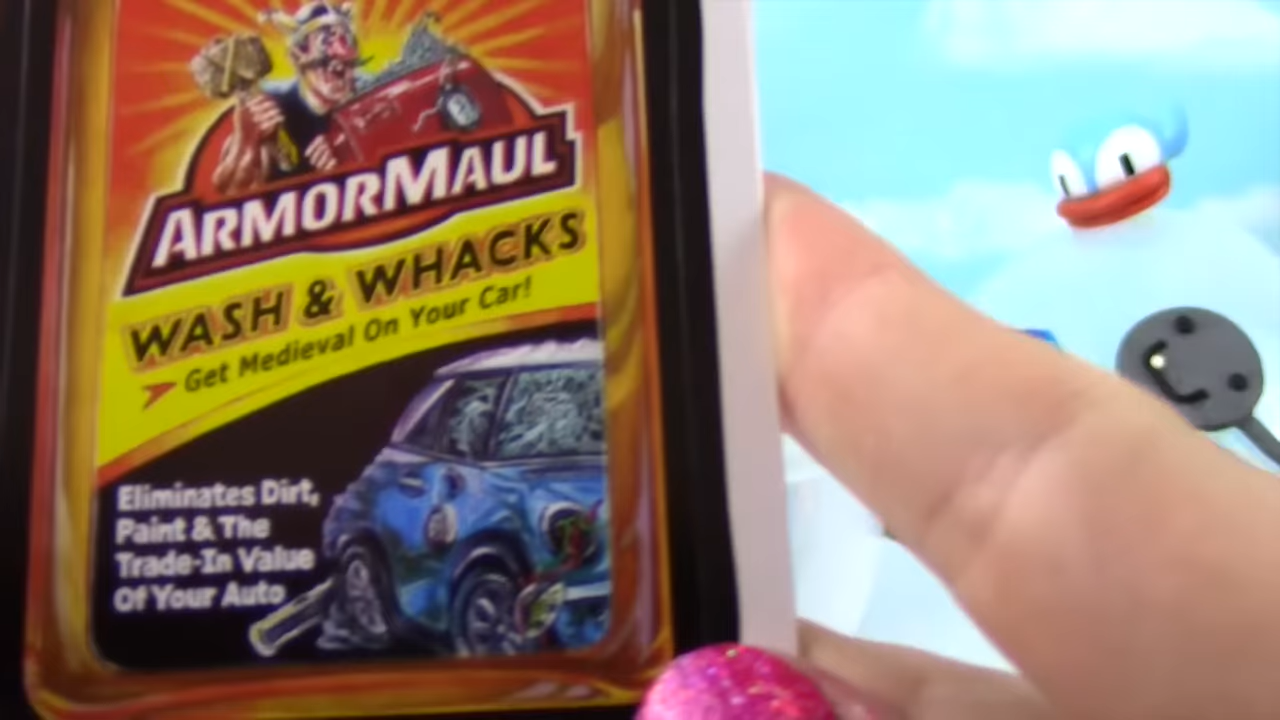 ARMORMAUL
WASH & WHACKS
Get Medieval On Your Car!
Eliminates Dirt,
Paint & The
Trade-In Value
Of Your Auto